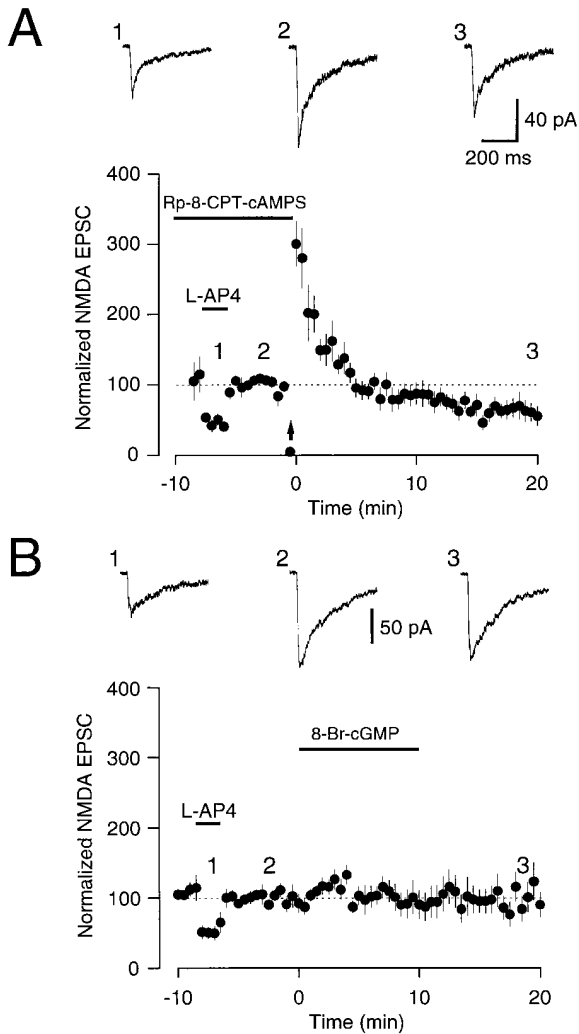 A
1 2 3
40 pA
200 ms
Normalized NMDA EPSC
400
300
200
100
0
Rp-8-CPT-cAMPS
L-AP4
1 2 3
-10 0 10 20
Time (min)
B
1 2 3
50 pA
Normalized NMDA EPSC
400
300
200
100
0
8-Br-cGMP
L-AP4
1 2 3
-10 0 10 20
Time (min)